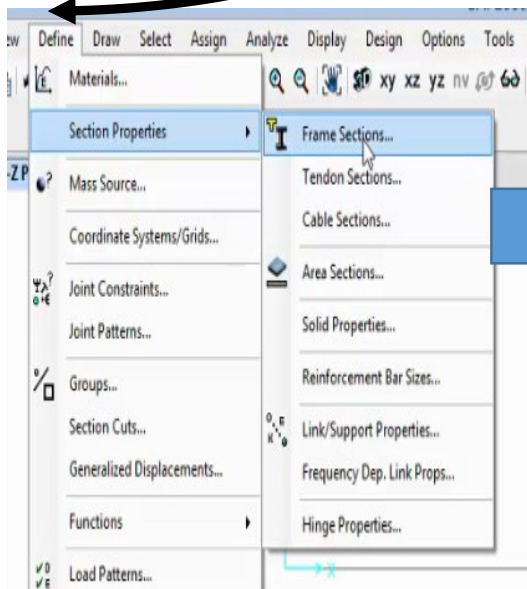 ew Define Draw Select Assign Analyze Display Design Options Tools
Materials...
xy xz yz nv
Section Properties
Frame Sections...
Tendon Sections...
Cable Sections...
Area Sections...
Solid Properties...
Reinforcement Bar Sizes...
Link/Support Properties...
Frequency Dep. Link Props...
Hinge Properties...
-Z P
Mass Source...
Coordinate Systems/Grids...
Joint Constraints...
Joint Patterns...
Groups...
Section Cuts...
Generalized Displacements...
Functions
Load Patterns...
X